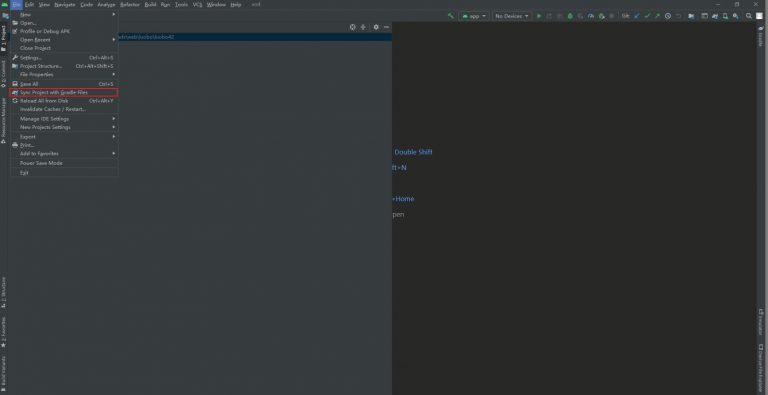 File Edit View Navigate Code Analyze Refactor Build Run Tools VCS Window Help
app No Devices Git:
New
Open...
Profile or Debug APK
Open Recent
Close Project
Settings... Ctrl+Alt+S
Project Structure... Ctrl+Alt+Shift+S
File Properties
Save All Ctrl+S
Sync Project with Gradle Files
Reload All from Disk Ctrl+Alt+Y
Invalidate Caches / Restart...
Manage IDE Settings
New Projects Settings
Export
Print...
Add to Favorites
Power Save Mode
Exit
1: Project
Commit
Resource Manager
Z: Structure
2: Favorites
Build Variants
Double Shift
ft+N
+Home
pen
Gradle
Emulator
Device File Explorer